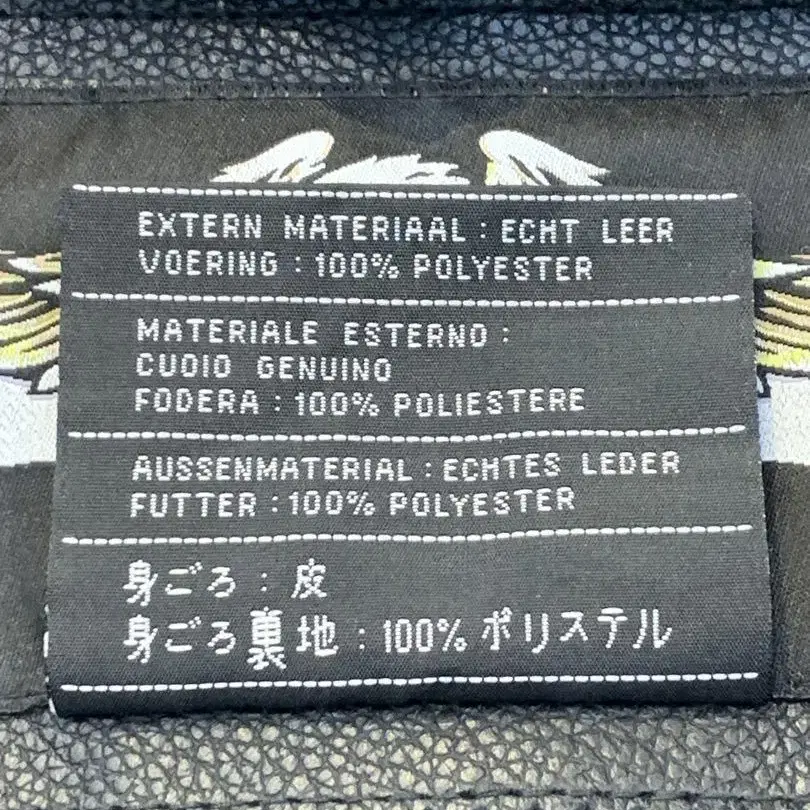 EXTERN MATERIAAL : ECHT LEER
VOERING : 100% POLYESTER
MATERIALE ESTERNO :
CUOIO GENUINO
FODERA : 100% POLIESTERE
AUSSENMATERIAL : ECHTES LEDER
FUTTER : 100% POLYESTER
身ごろ : 皮
身ごろ裏地 : 100% ポリステル